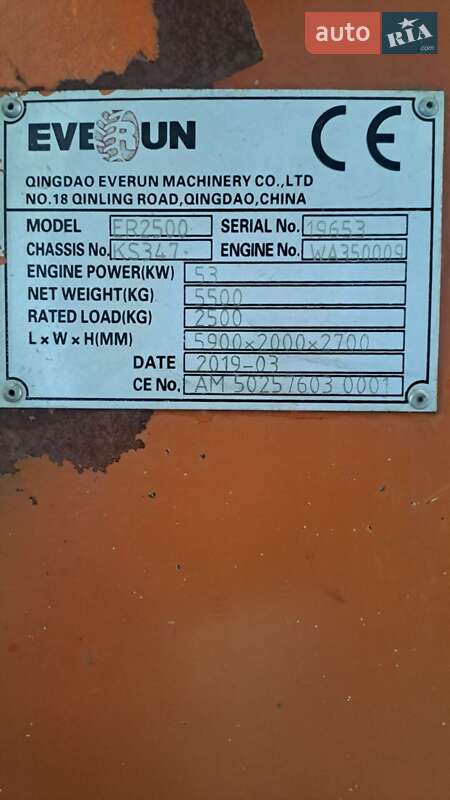 auto RIA .com
EVERUN CE
QINGDAO EVERUN MACHINERY CO.,LTD
NO.18 QINLING ROAD,QINGDAO,CHINA
MODEL ER2500 SERIAL No. 19653
CHASSIS No. KS347 ENGINE No. WA350009
ENGINE POWER(KW) 53
NET WEIGHT(KG) 5500
RATED LOAD(KG) 2500
L×W×H(MM) 5900×2000×2700
DATE 2019-03
CE No. AM 50257603 0001